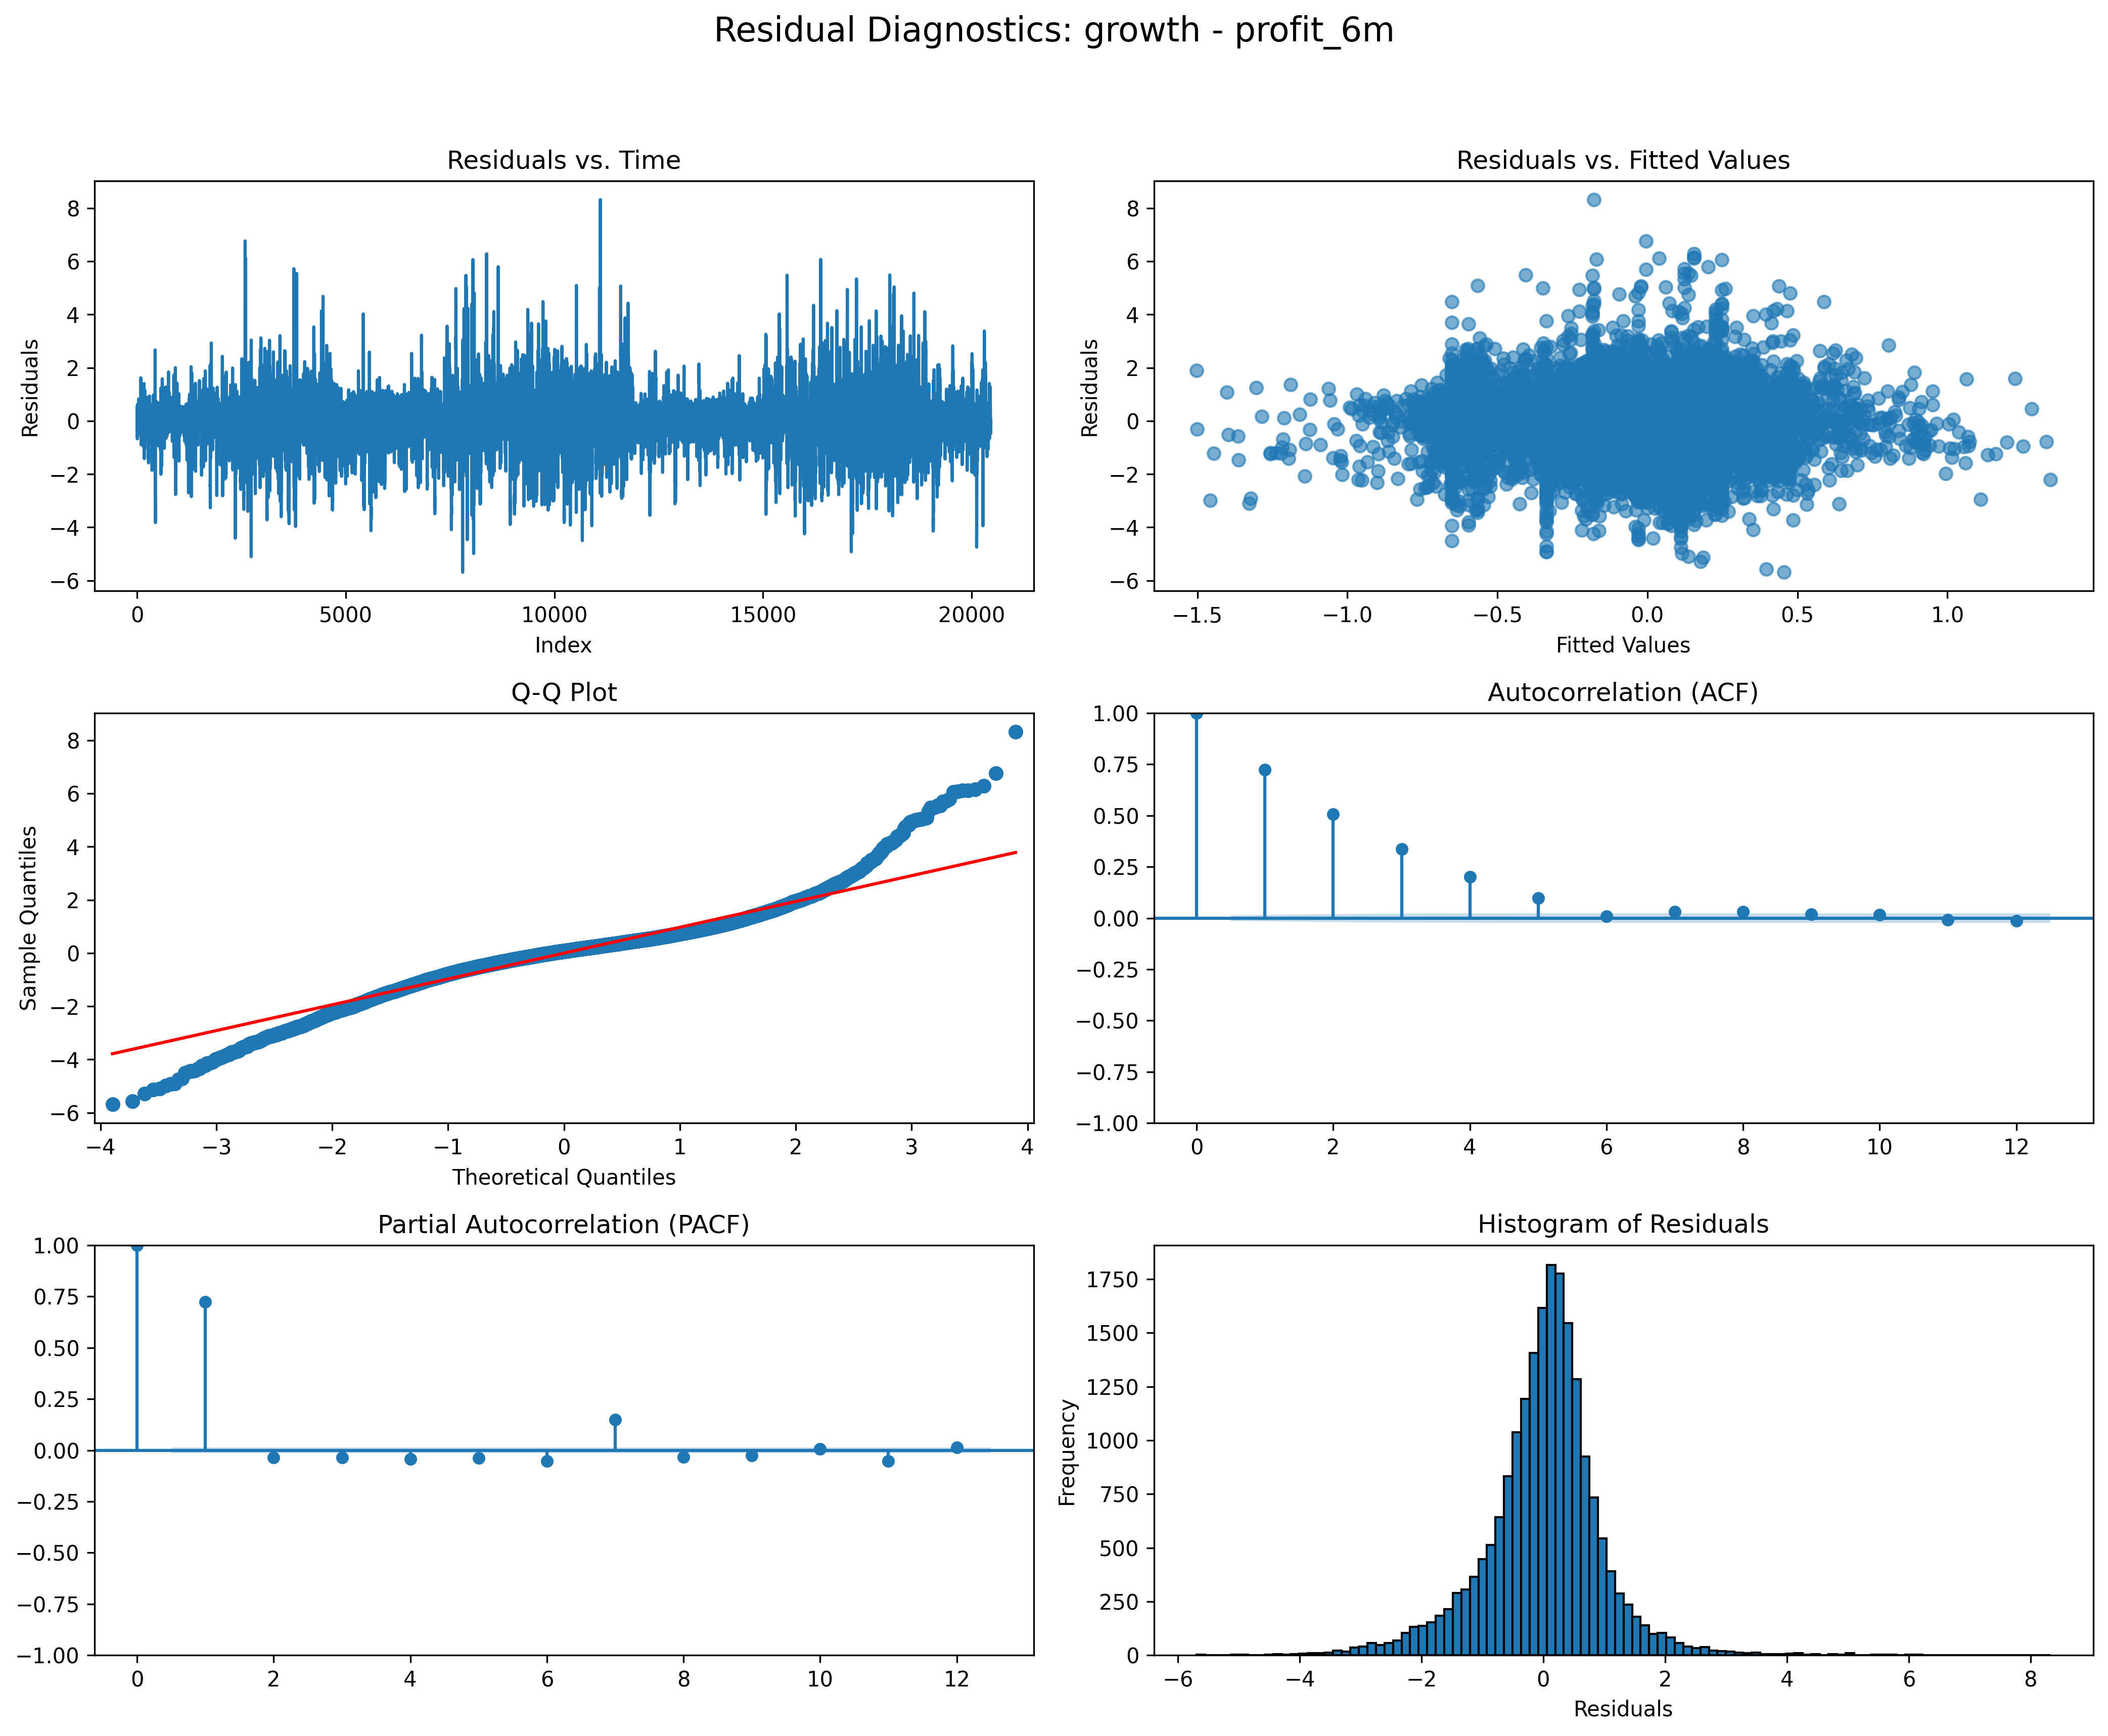 Residual Diagnostics: growth - profit_6m
Residuals vs. Time
8
6
4
2
0
−2
−4
−6
Residuals
0 5000 10000 15000 20000
Index
Residuals vs. Fitted Values
8
6
4
2
0
−2
−4
−6
Residuals
−1.5 −1.0 −0.5 0.0 0.5 1.0
Fitted Values
Q-Q Plot
8
6
4
2
0
−2
−4
−6
Sample Quantiles
−4 −3 −2 −1 0 1 2 3 4
Theoretical Quantiles
Autocorrelation (ACF)
1.00
0.75
0.50
0.25
0.00
−0.25
−0.50
−0.75
−1.00
0 2 4 6 8 10 12
Partial Autocorrelation (PACF)
1.00
0.75
0.50
0.25
0.00
−0.25
−0.50
−0.75
−1.00
0 2 4 6 8 10 12
Histogram of Residuals
1750
1500
1250
1000
750
500
250
0
Frequency
−6 −4 −2 0 2 4 6 8
Residuals